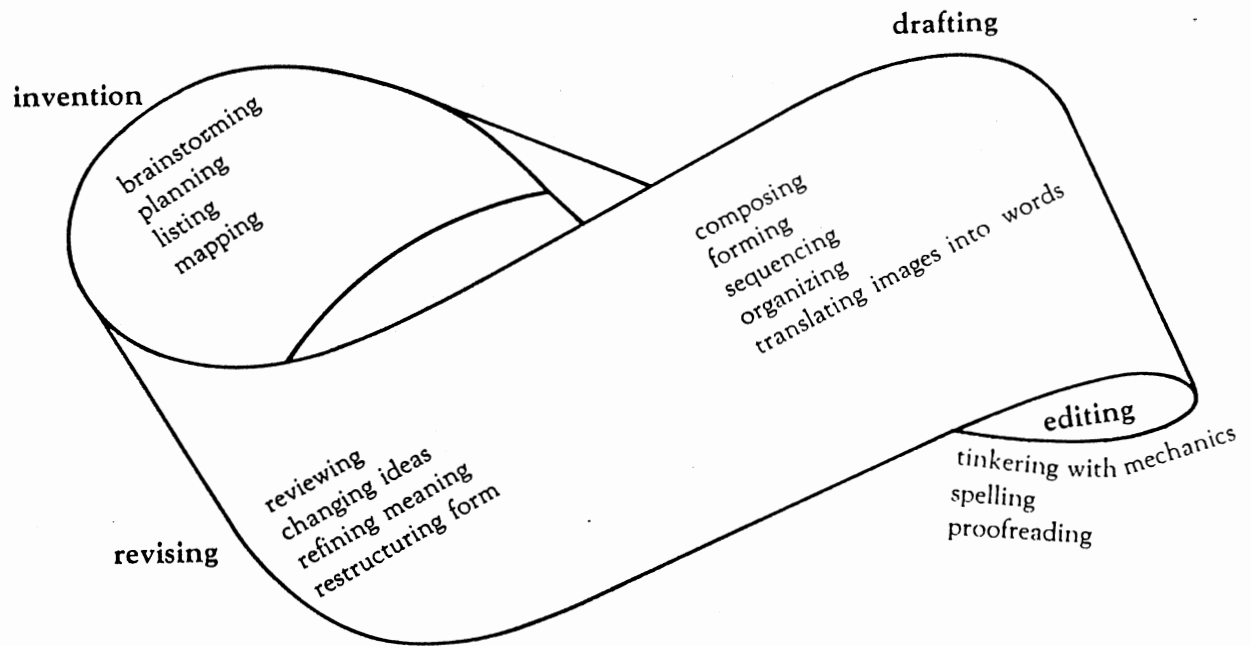 drafting
invention
brainstorming
planning
listing
mapping
composing
forming
sequencing
organizing
translating images into words
editing
tinkering with mechanics
spelling
proofreading
reviewing
changing ideas
refining meaning
restructuring form
revising